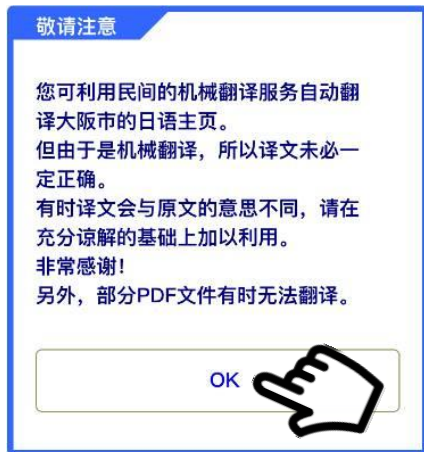 敬请注意
您可利用民间的机械翻译服务自动翻
译大阪市的日语主页。
但由于是机械翻译，所以译文未必一
定正确。
有时译文会与原文的意思不同，请在
充分谅解的基础上加以利用。
非常感谢！
另外，部分PDF文件有时无法翻译。
OK